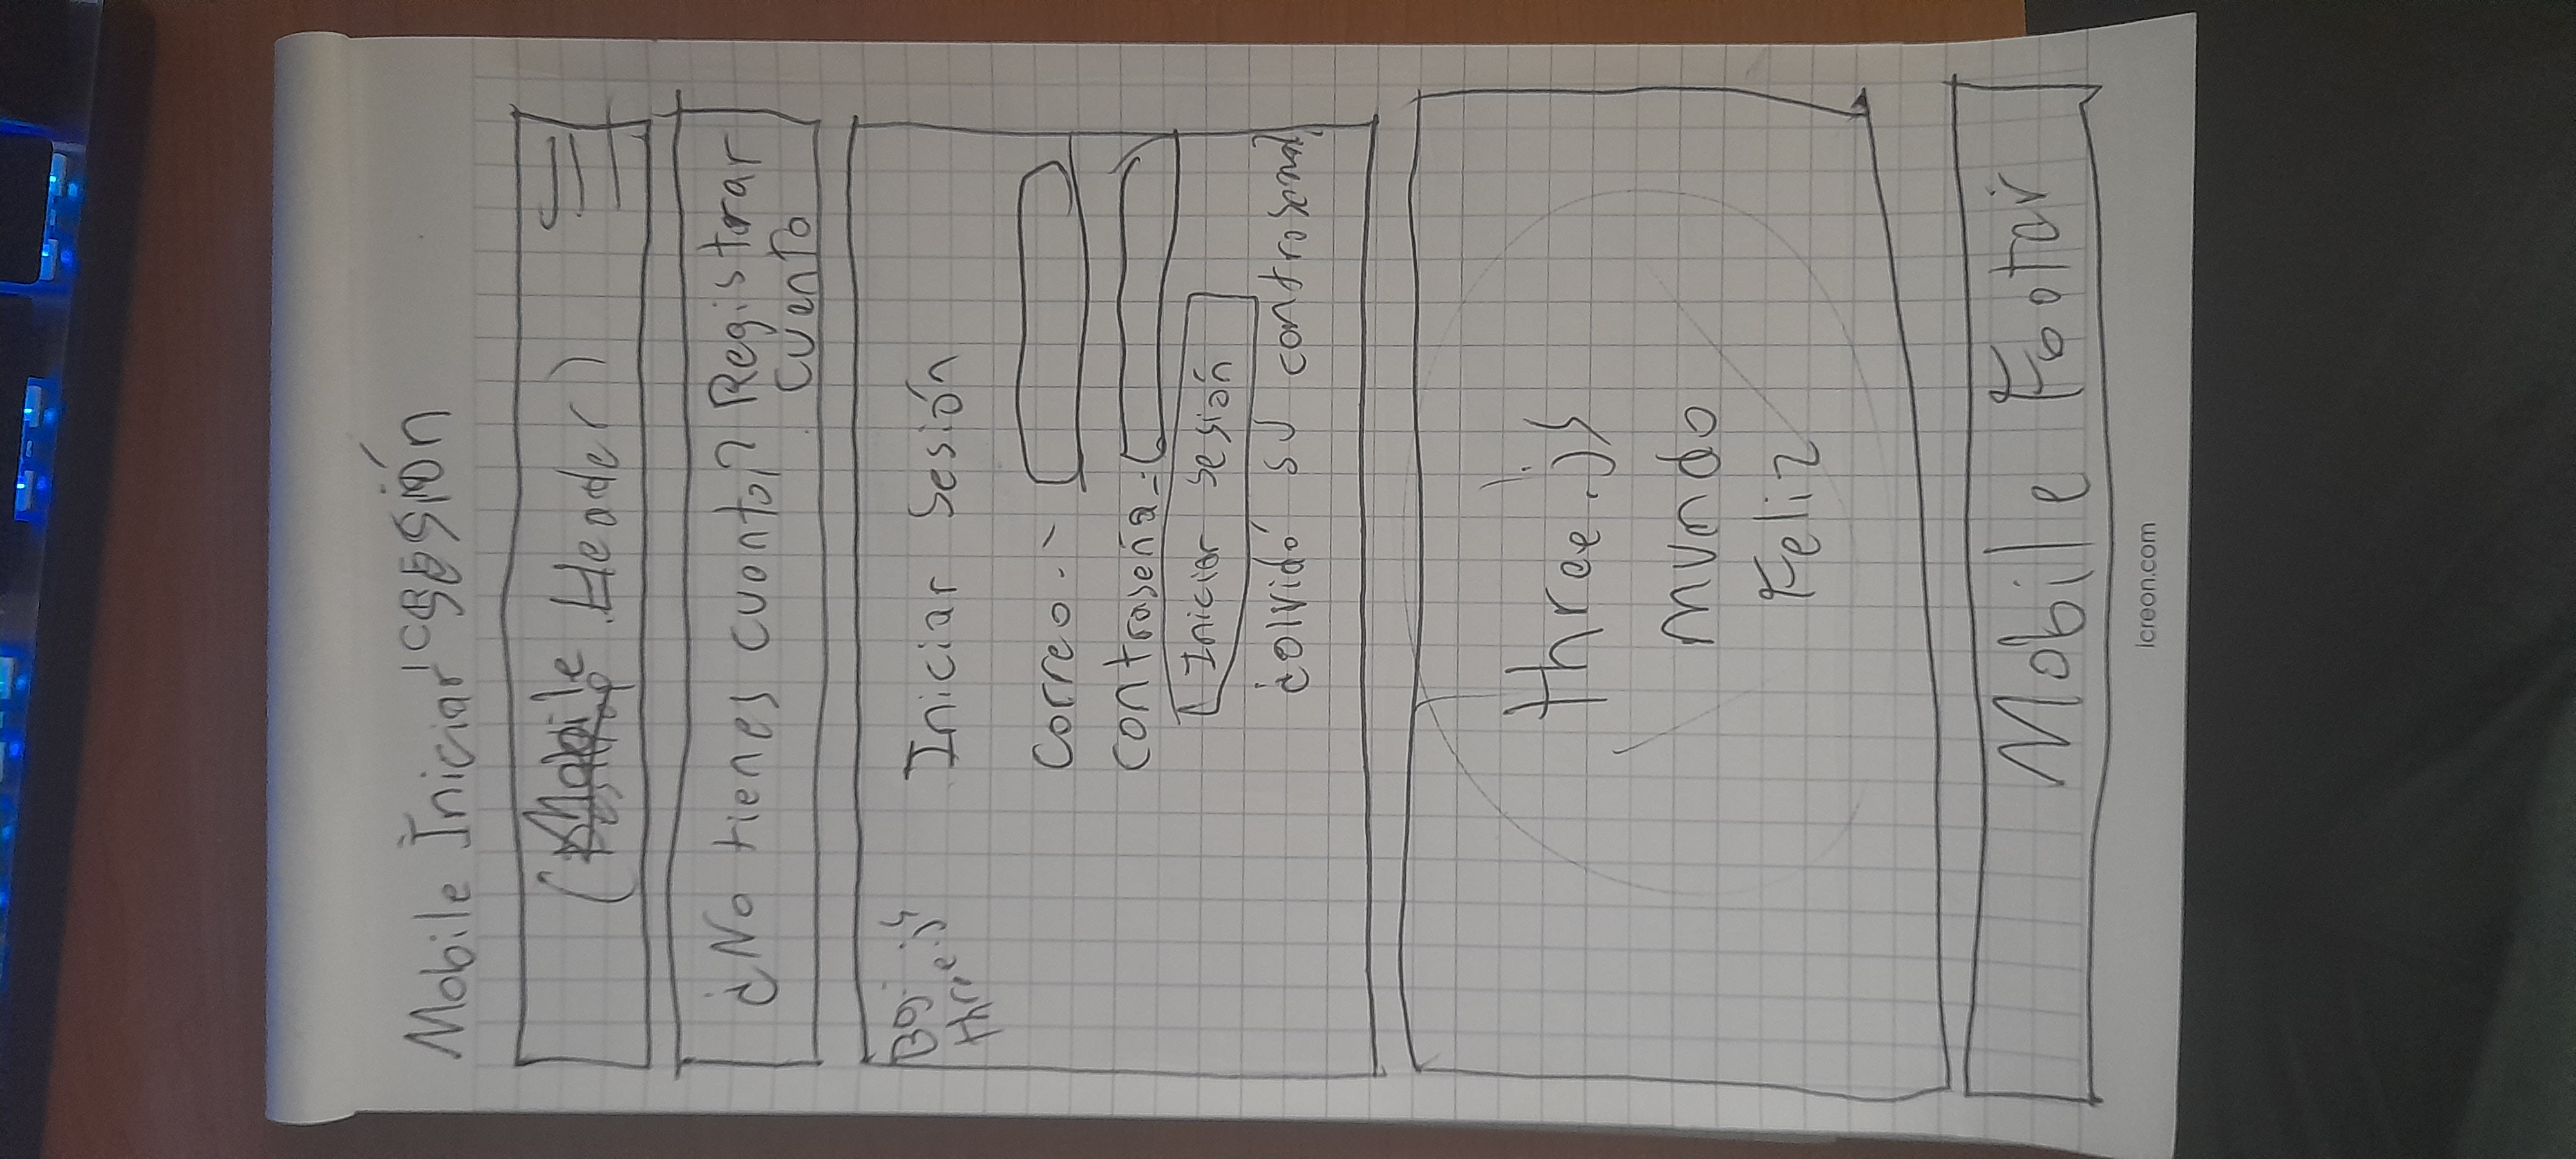 Mobile Iniciar SESIÓN
(Mobile Header)
¿No tienes cuenta? Registrar
cuenta
BG:
three.js
Iniciar Sesión
Correo.-
contraseña-
Iniciar sesión
¿olvidó su contraseña?
three.js
mundo
Feliz
Mobile Footer
icreon.com